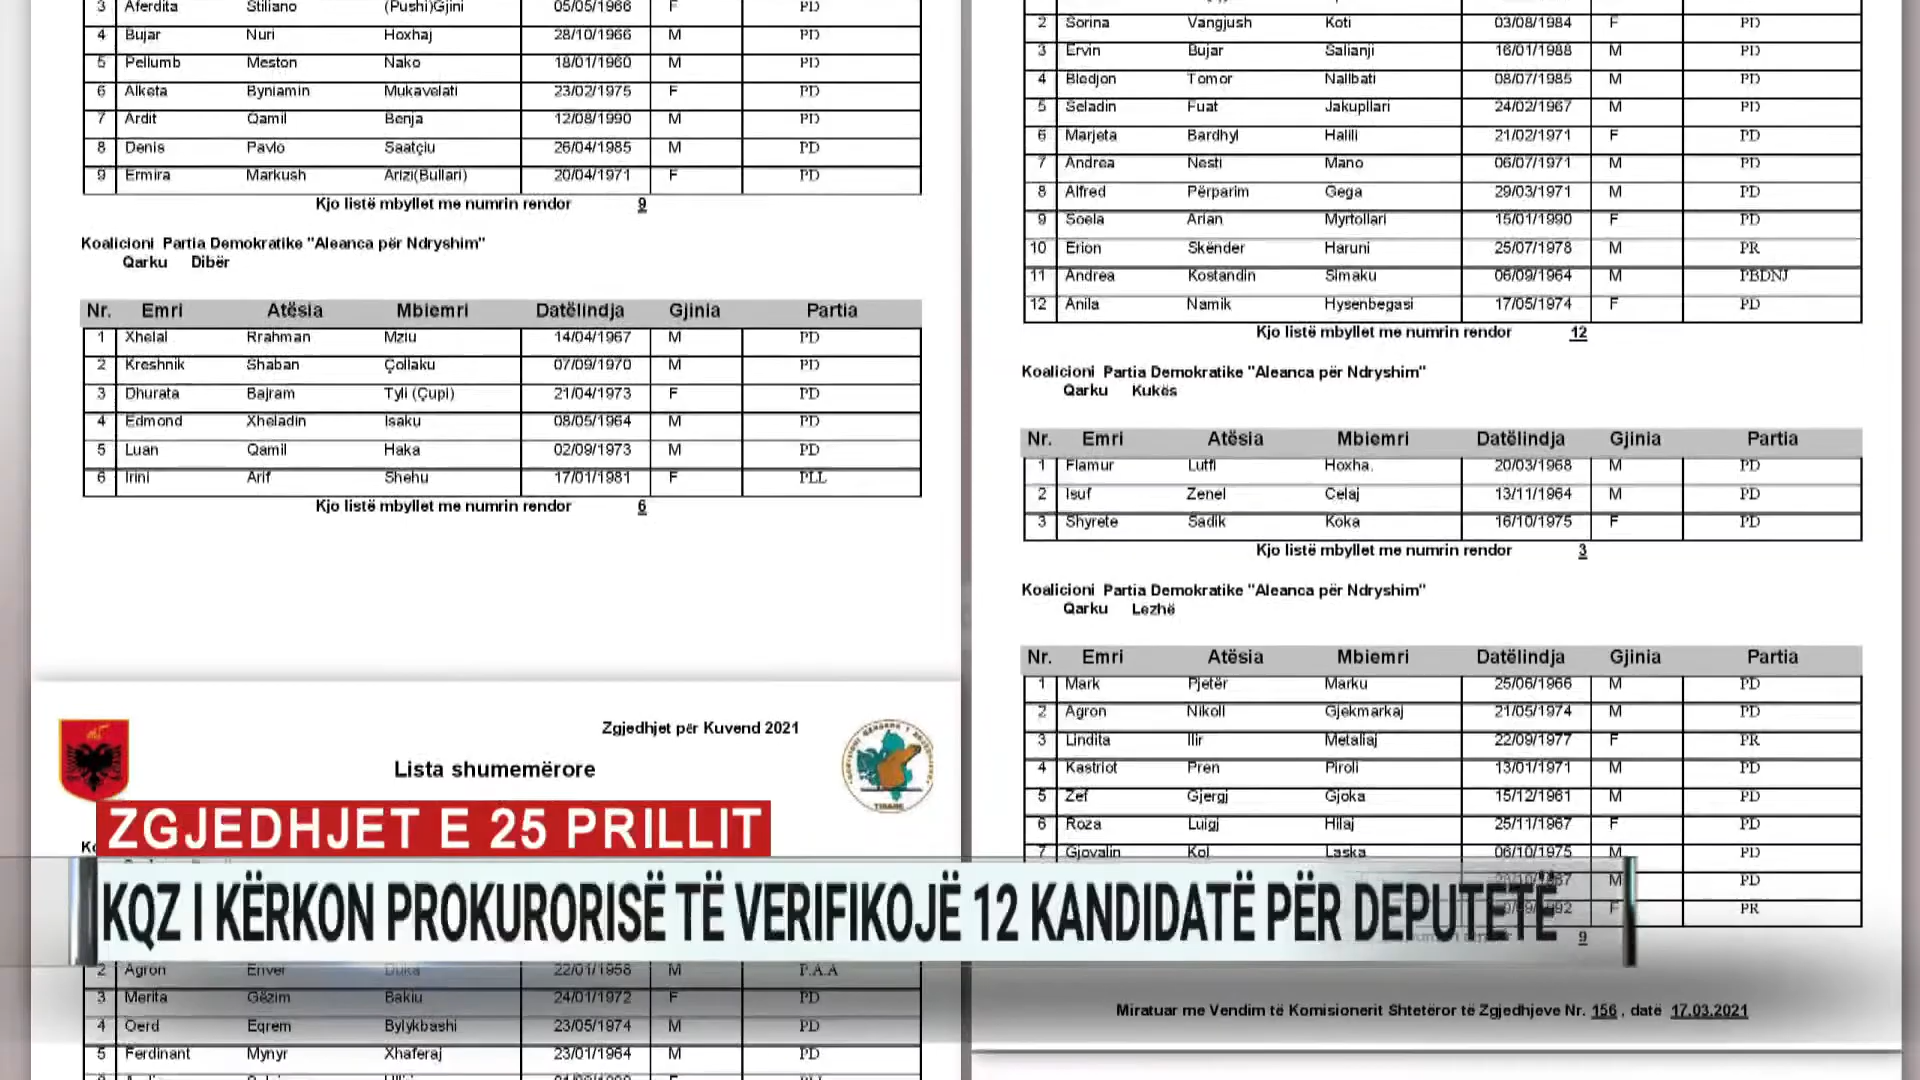 3 Aferdita Stiliano (Pushi)Gjini 05/05/1966 F PD
4 Bujar Nuri Hoxhaj 28/10/1966 M PD
5 Pellumb Meston Nako 18/01/1960 M PD
6 Alketa Byniamin Mukavelati 23/02/1975 F PD
7 Ardit Qamil Benja 12/08/1990 M PD
8 Denis Pavlo Saatçiu 26/04/1985 M PD
9 Ermira Markush Arizi(Bullari) 20/04/1971 F PD
Kjo listë mbyllet me numrin rendor 9
Koalicioni Partia Demokratike "Aleanca për Ndryshim"
Qarku Dibër
Nr. Emri Atësia Mbiemri Datëlindja Gjinia Partia
1 Xhelal Rrahman Mziu 14/04/1967 M PD
2 Kreshnik Shaban Çollaku 07/09/1970 M PD
3 Dhurata Bajram Tyli (Çupi) 21/04/1973 F PD
4 Edmond Xheladin Isaku 08/05/1964 M PD
5 Luan Qamil Haka 02/09/1973 M PD
6 Irini Arif Shehu 17/01/1981 F PLL
Kjo listë mbyllet me numrin rendor 6
Zgjedhjet për Kuvend 2021
Lista shumemërore
2 Agron Enver Duka 22/01/1958 M P.A.A
3 Merita Gëzim Bakiu 24/01/1972 F PD
4 Oerd Eqrem Bylykbashi 23/05/1974 M PD
5 Ferdinant Mynyr Xhaferaj 23/01/1964 M PD
2 Sorina Vangjush Koti 03/08/1984 F PD
3 Ervin Bujar Salianji 16/01/1988 M PD
4 Bledjon Tomor Nallbati 08/07/1985 M PD
5 Seladin Fuat Jakupllari 24/02/1967 M PD
6 Marjeta Bardhyl Halili 21/02/1971 F PD
7 Andrea Nesti Mano 06/07/1971 M PD
8 Alfred Përparim Gega 29/03/1971 M PD
9 Soela Arian Myrtollari 15/01/1990 F PD
10 Erion Skënder Haruni 25/07/1978 M PR
11 Andrea Kostandin Simaku 06/09/1964 M PBDNJ
12 Anila Namik Hysenbegasi 17/05/1974 F PD
Kjo listë mbyllet me numrin rendor 12
Koalicioni Partia Demokratike "Aleanca për Ndryshim"
Qarku Kukës
Nr. Emri Atësia Mbiemri Datëlindja Gjinia Partia
1 Flamur Lutfi Hoxha. 20/03/1968 M PD
2 Isuf Zenel Celaj 13/11/1964 M PD
3 Shyrete Sadik Koka 16/10/1975 F PD
Kjo listë mbyllet me numrin rendor 3
Koalicioni Partia Demokratike "Aleanca për Ndryshim"
Qarku Lezhë
Nr. Emri Atësia Mbiemri Datëlindja Gjinia Partia
1 Mark Pjetër Marku 25/06/1966 M PD
2 Agron Nikoll Gjekmarkaj 21/05/1974 M PD
3 Lindita Ilir Metaliaj 22/09/1977 F PR
4 Kastriot Pren Piroli 13/01/1971 M PD
5 Zef Gjergj Gjoka 15/12/1961 M PD
6 Roza Luigj Hilaj 25/11/1967 F PD
7 Gjovalin Kol Laska 06/10/1975 M PD
M PD
F PR
9
Miratuar me Vendim të Komisionerit Shtetëror të Zgjedhjeve Nr. 156 , datë 17.03.2021
ZGJEDHJET E 25 PRILLIT
KQZ I KËRKON PROKURORISË TË VERIFIKOJË 12 KANDIDATË PËR DEPUTETË